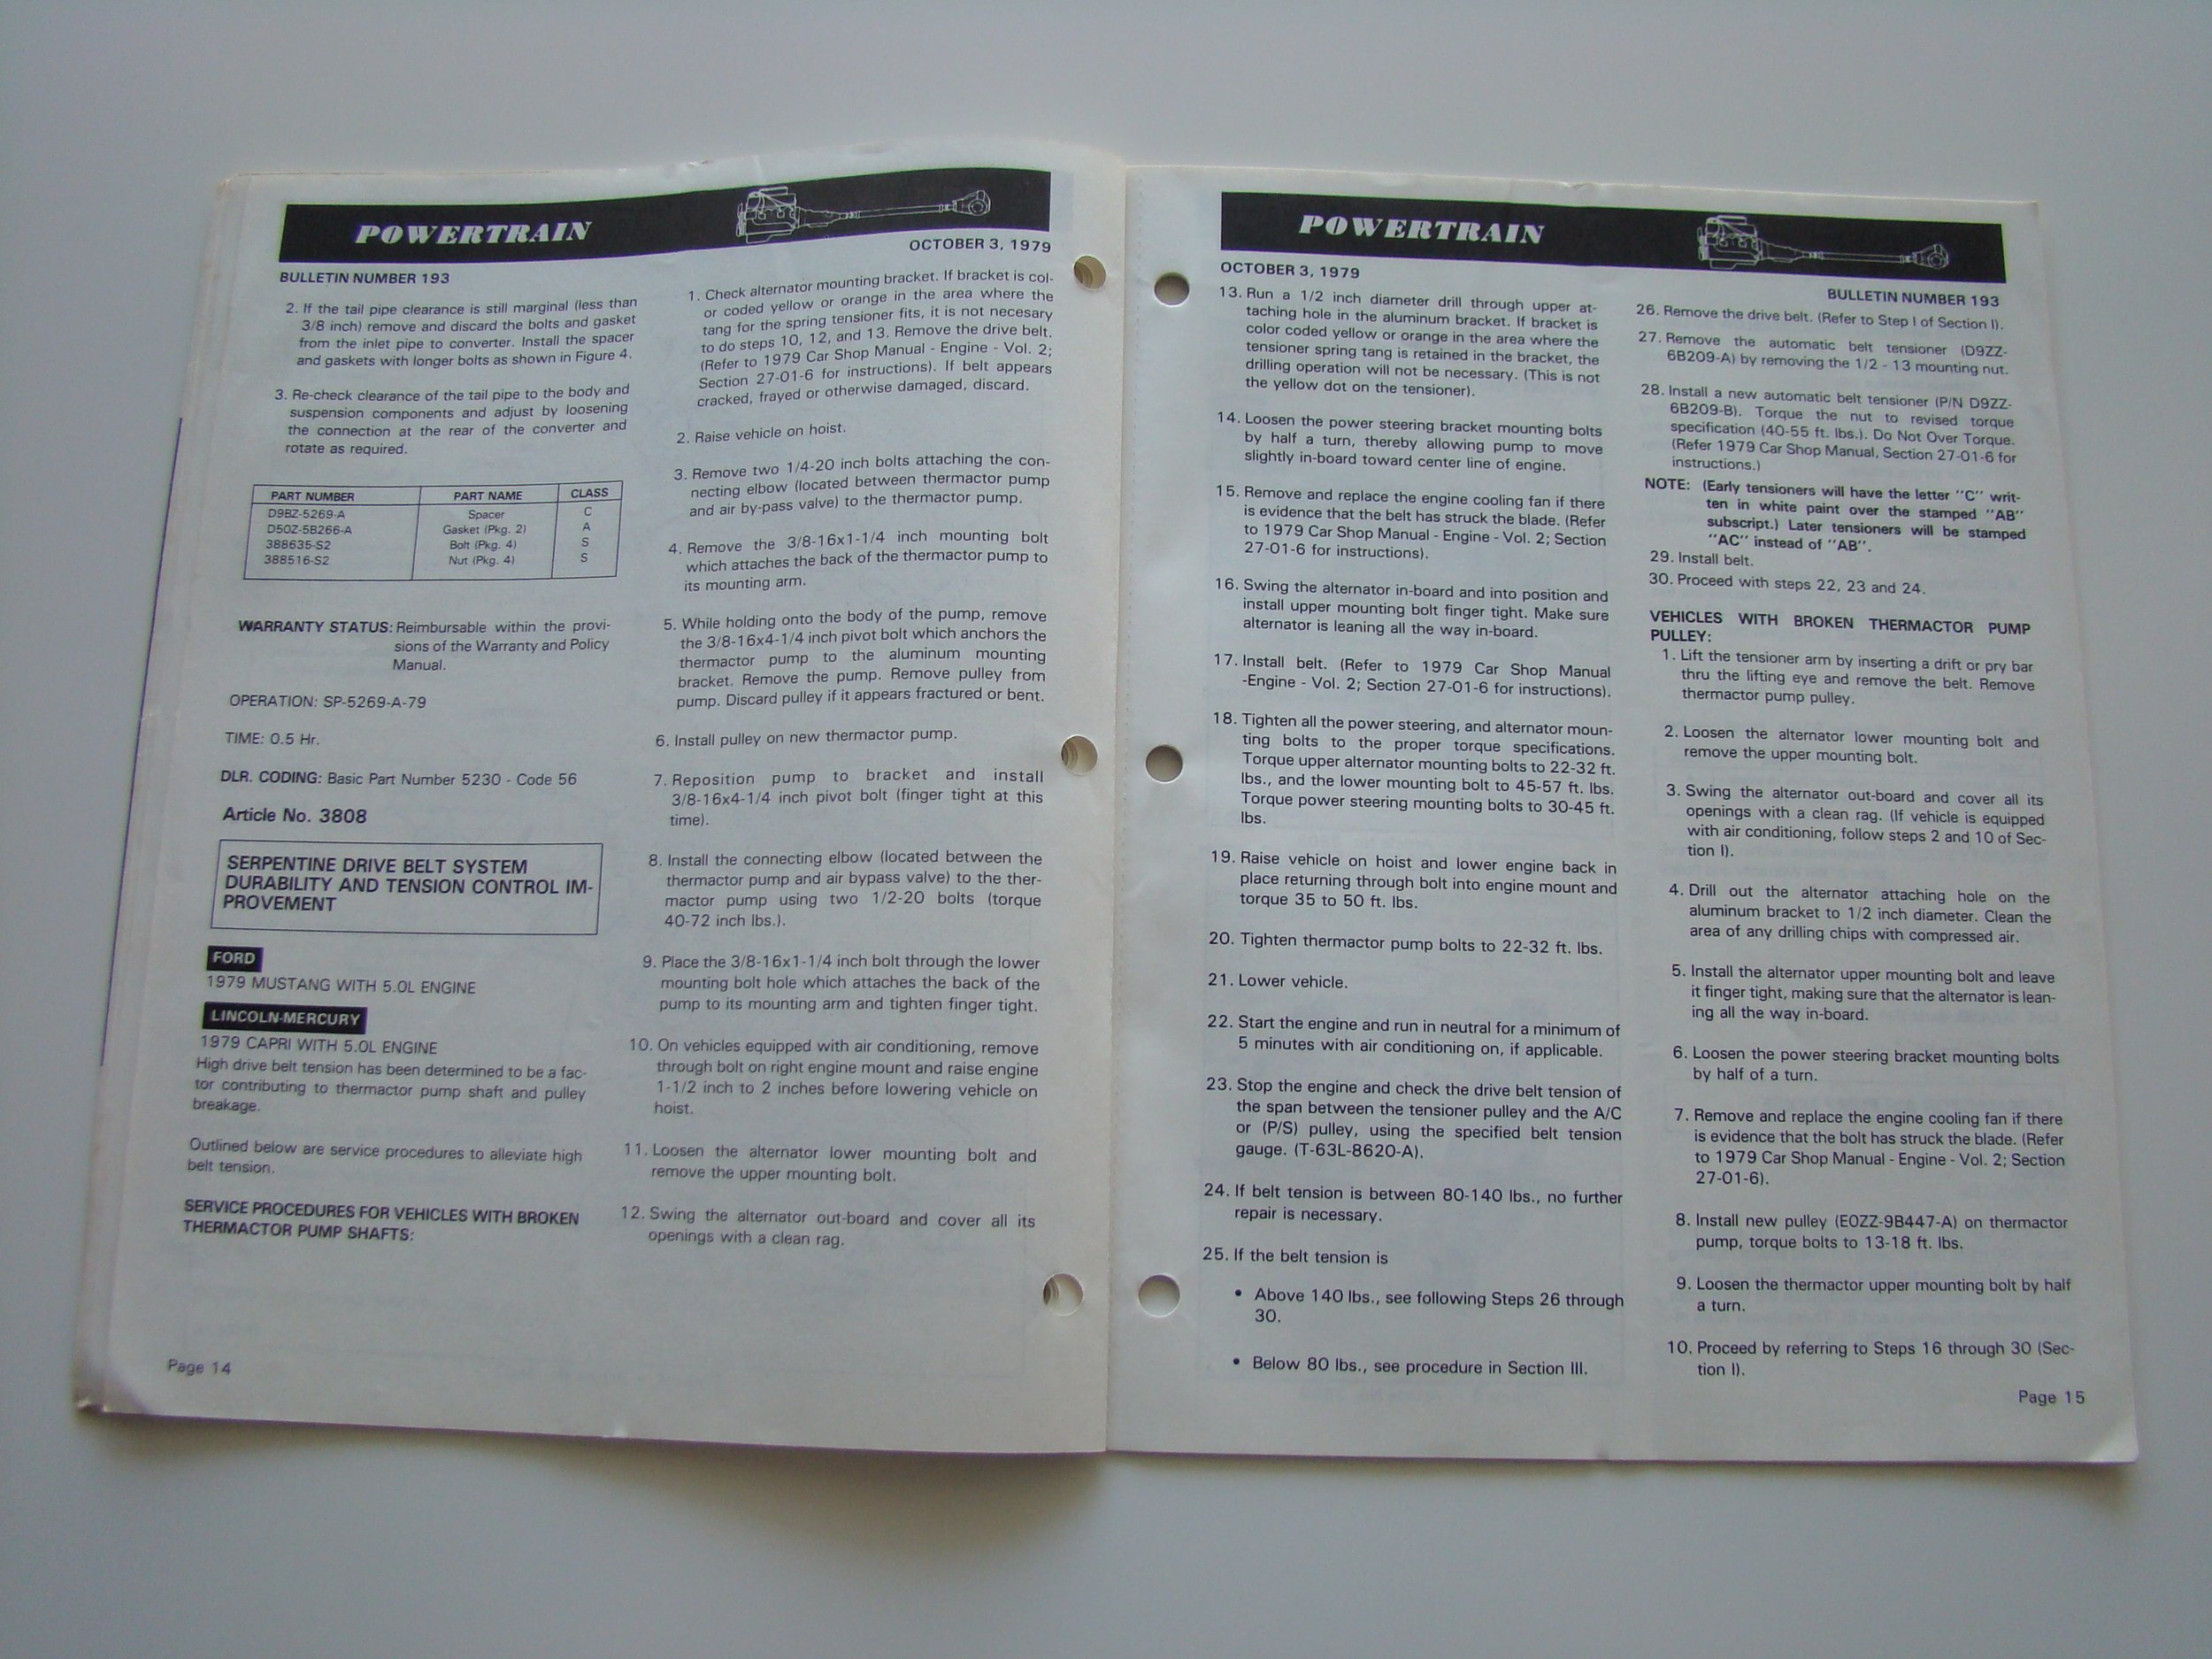 POWERTRAIN
OCTOBER 3, 1979
BULLETIN NUMBER 193
2. If the tail pipe clearance is still marginal (less than
3/8 inch) remove and discard the bolts and gasket
from the inlet pipe to converter. Install the spacer
and gaskets with longer bolts as shown in Figure 4.
3. Re-check clearance of the tail pipe to the body and
suspension components and adjust by loosening
the connection at the rear of the converter and
rotate as required.
PART NUMBER PART NAME CLASS
D9BZ-5269-A Spacer C
D50Z-5B266-A Gasket (Pkg. 2) A
388635-S2 Bolt (Pkg. 4) S
388516-S2 Nut (Pkg. 4) S
WARRANTY STATUS: Reimbursable within the provi-
sions of the Warranty and Policy
Manual.
OPERATION: SP-5269-A-79
TIME: 0.5 Hr.
DLR. CODING: Basic Part Number 5230 - Code 56
Article No. 3808
SERPENTINE DRIVE BELT SYSTEM
DURABILITY AND TENSION CONTROL IM-
PROVEMENT
FORD
1979 MUSTANG WITH 5.0L ENGINE
LINCOLN-MERCURY
1979 CAPRI WITH 5.0L ENGINE
High drive belt tension has been determined to be a fac-
tor contributing to thermactor pump shaft and pulley
breakage.
Outlined below are service procedures to alleviate high
belt tension.
SERVICE PROCEDURES FOR VEHICLES WITH BROKEN
THERMACTOR PUMP SHAFTS:
Page 14
1. Check alternator mounting bracket. If bracket is col-
or coded yellow or orange in the area where the
tang for the spring tensioner fits, it is not necesary
to do steps 10, 12, and 13. Remove the drive belt.
(Refer to 1979 Car Shop Manual - Engine - Vol. 2;
Section 27-01-6 for instructions). If belt appears
cracked, frayed or otherwise damaged, discard.
2. Raise vehicle on hoist.
3. Remove two 1/4-20 inch bolts attaching the con-
necting elbow (located between thermactor pump
and air by-pass valve) to the thermactor pump.
4. Remove the 3/8-16x1-1/4 inch mounting bolt
which attaches the back of the thermactor pump to
its mounting arm.
5. While holding onto the body of the pump, remove
the 3/8-16x4-1/4 inch pivot bolt which anchors the
thermactor pump to the aluminum mounting
bracket. Remove the pump. Remove pulley from
pump. Discard pulley if it appears fractured or bent.
6. Install pulley on new thermactor pump.
7. Reposition pump to bracket and install
3/8-16x4-1/4 inch pivot bolt (finger tight at this
time).
8. Install the connecting elbow (located between the
thermactor pump and air bypass valve) to the ther-
mactor pump using two 1/2-20 bolts (torque
40-72 inch lbs.).
9. Place the 3/8-16x1-1/4 inch bolt through the lower
mounting bolt hole which attaches the back of the
pump to its mounting arm and tighten finger tight.
10. On vehicles equipped with air conditioning, remove
through bolt on right engine mount and raise engine
1-1/2 inch to 2 inches before lowering vehicle on
hoist.
11. Loosen the alternator lower mounting bolt and
remove the upper mounting bolt.
12. Swing the alternator out-board and cover all its
openings with a clean rag.
POWERTRAIN
OCTOBER 3, 1979
BULLETIN NUMBER 193
13. Run a 1/2 inch diameter drill through upper at-
taching hole in the aluminum bracket. If bracket is
color coded yellow or orange in the area where the
tensioner spring tang is retained in the bracket, the
drilling operation will not be necessary. (This is not
the yellow dot on the tensioner).
14. Loosen the power steering bracket mounting bolts
by half a turn, thereby allowing pump to move
slightly in-board toward center line of engine.
15. Remove and replace the engine cooling fan if there
is evidence that the belt has struck the blade. (Refer
to 1979 Car Shop Manual - Engine - Vol. 2; Section
27-01-6 for instructions).
16. Swing the alternator in-board and into position and
install upper mounting bolt finger tight. Make sure
alternator is leaning all the way in-board.
17. Install belt. (Refer to 1979 Car Shop Manual
-Engine - Vol. 2; Section 27-01-6 for instructions).
18. Tighten all the power steering, and alternator moun-
ting bolts to the proper torque specifications.
Torque upper alternator mounting bolts to 22-32 ft.
lbs., and the lower mounting bolt to 45-57 ft. lbs.
Torque power steering mounting bolts to 30-45 ft.
lbs.
19. Raise vehicle on hoist and lower engine back in
place returning through bolt into engine mount and
torque 35 to 50 ft. lbs.
20. Tighten thermactor pump bolts to 22-32 ft. lbs.
21. Lower vehicle.
22. Start the engine and run in neutral for a minimum of
5 minutes with air conditioning on, if applicable.
23. Stop the engine and check the drive belt tension of
the span between the tensioner pulley and the A/C
or (P/S) pulley, using the specified belt tension
gauge. (T-63L-8620-A).
24. If belt tension is between 80-140 lbs., no further
repair is necessary.
25. If the belt tension is
• Above 140 lbs., see following Steps 26 through
30.
• Below 80 lbs., see procedure in Section III.
26. Remove the drive belt. (Refer to Step I of Section I).
27. Remove the automatic belt tensioner (D9ZZ-
6B209-A) by removing the 1/2 - 13 mounting nut.
28. Install a new automatic belt tensioner (P/N D9ZZ-
6B209-B). Torque the nut to revised torque
specification (40-55 ft. lbs.). Do Not Over Torque.
(Refer 1979 Car Shop Manual, Section 27-01-6 for
instructions.)
NOTE: (Early tensioners will have the letter "C" writ-
ten in white paint over the stamped "AB"
subscript.) Later tensioners will be stamped
"AC" instead of "AB".
29. Install belt.
30. Proceed with steps 22, 23 and 24.
VEHICLES WITH BROKEN THERMACTOR PUMP
PULLEY:
1. Lift the tensioner arm by inserting a drift or pry bar
thru the lifting eye and remove the belt. Remove
thermactor pump pulley.
2. Loosen the alternator lower mounting bolt and
remove the upper mounting bolt.
3. Swing the alternator out-board and cover all its
openings with a clean rag. (If vehicle is equipped
with air conditioning, follow steps 2 and 10 of Sec-
tion I).
4. Drill out the alternator attaching hole on the
aluminum bracket to 1/2 inch diameter. Clean the
area of any drilling chips with compressed air.
5. Install the alternator upper mounting bolt and leave
it finger tight, making sure that the alternator is lean-
ing all the way in-board.
6. Loosen the power steering bracket mounting bolts
by half of a turn.
7. Remove and replace the engine cooling fan if there
is evidence that the bolt has struck the blade. (Refer
to 1979 Car Shop Manual - Engine - Vol. 2; Section
27-01-6).
8. Install new pulley (E0ZZ-9B447-A) on thermactor
pump, torque bolts to 13-18 ft. lbs.
9. Loosen the thermactor upper mounting bolt by half
a turn.
10. Proceed by referring to Steps 16 through 30 (Sec-
tion I).
Page 15